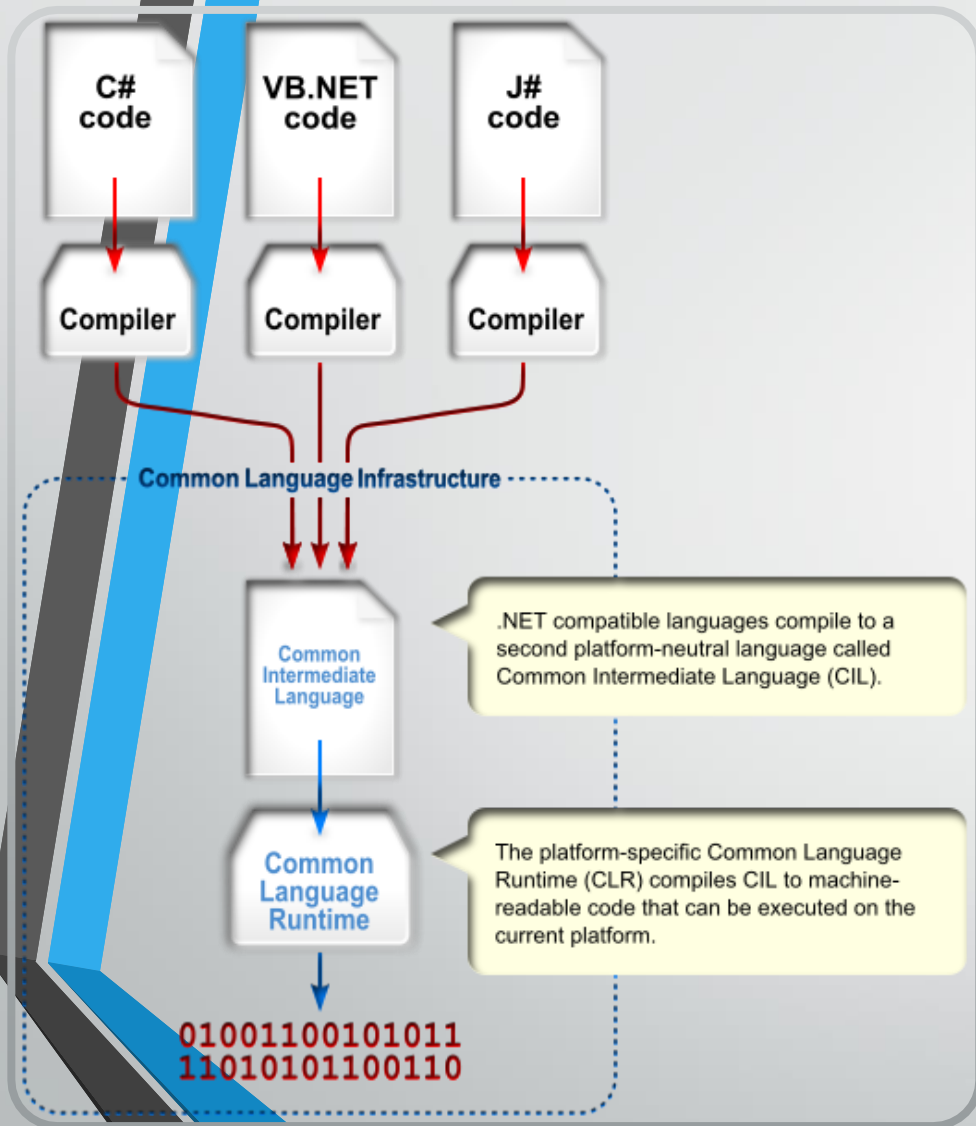 C#
code
VB.NET
code
J#
code
Compiler
Compiler
Compiler
Common Language Infrastructure
Common
Intermediate
Language
.NET compatible languages compile to a
second platform-neutral language called
Common Intermediate Language (CIL).
Common
Language
Runtime
The platform-specific Common Language
Runtime (CLR) compiles CIL to machine-
readable code that can be executed on the
current platform.
01001100101011
11010101100110